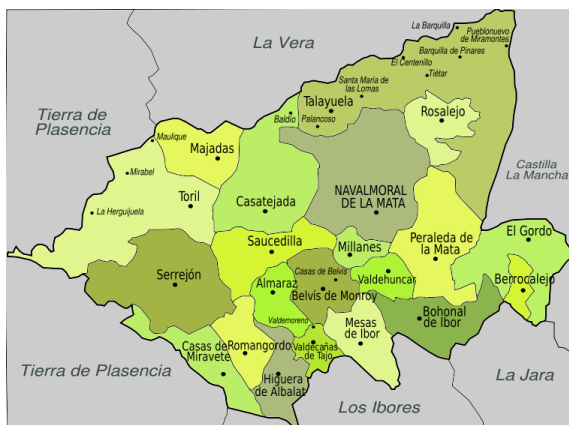 La Barquilla
Pueblonuevo
de Miramontes
La Vera
Barquilla de Pinares
El Centenillo
Tiétar
Santa María de
las Lomas
Talayuela
Rosalejo
Tierra de
Plasencia
Baldío
Palancoso
Maulique
Majadas
Mirabel
Castilla
La Mancha
Toril
Casatejada
NAVALMORAL
DE LA MATA
La Herguijuela
El Gordo
Saucedilla
Millanes
Peraleda de
la Mata
Serrejón
Casas de Belvís
Valdehuncar
Almaraz
Belvís de Monroy
Berrocalejo
Valdemoreno
Mesas
de Ibor
Bohonal
de Ibor
Casas de
Miravete
Romangordo
Valdecañas
de Tajo
Tierra de Plasencia
Higuera
de Albalat
La Jara
Los Ibores